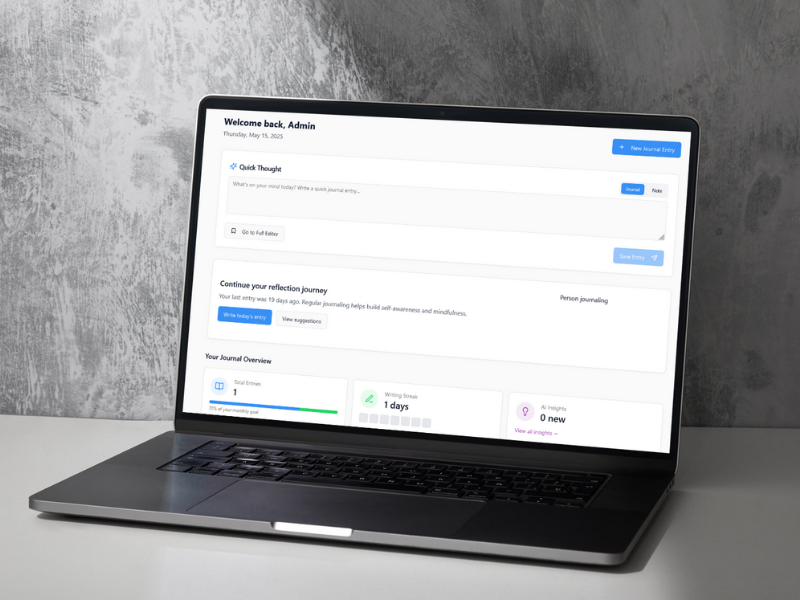 Welcome back, Admin
Thursday, May 15, 2025
+ New Journal Entry
Quick Thought
Journal
Note
What's on your mind today? Write a quick journal entry...
Go to Full Editor
Save Entry
Continue your reflection journey
Person journaling
Your last entry was 19 days ago. Regular journaling helps build self-awareness and mindfulness.
Write today's entry
View suggestions
Your Journal Overview
Total Entries
1
of your monthly goal
Writing Streak
1 days
AI Insights
0 new
View all insights →